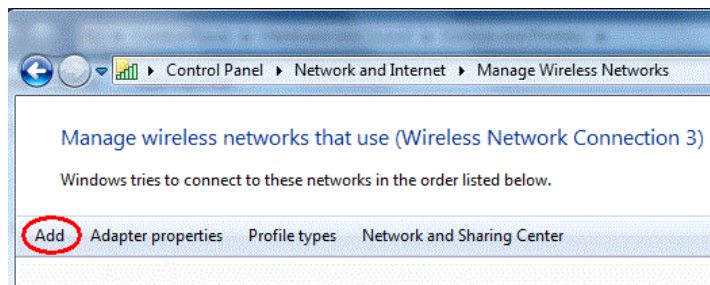 Control Panel ▸ Network and Internet ▸ Manage Wireless Networks
Manage wireless networks that use (Wireless Network Connection 3)
Windows tries to connect to these networks in the order listed below.
Add Adapter properties Profile types Network and Sharing Center